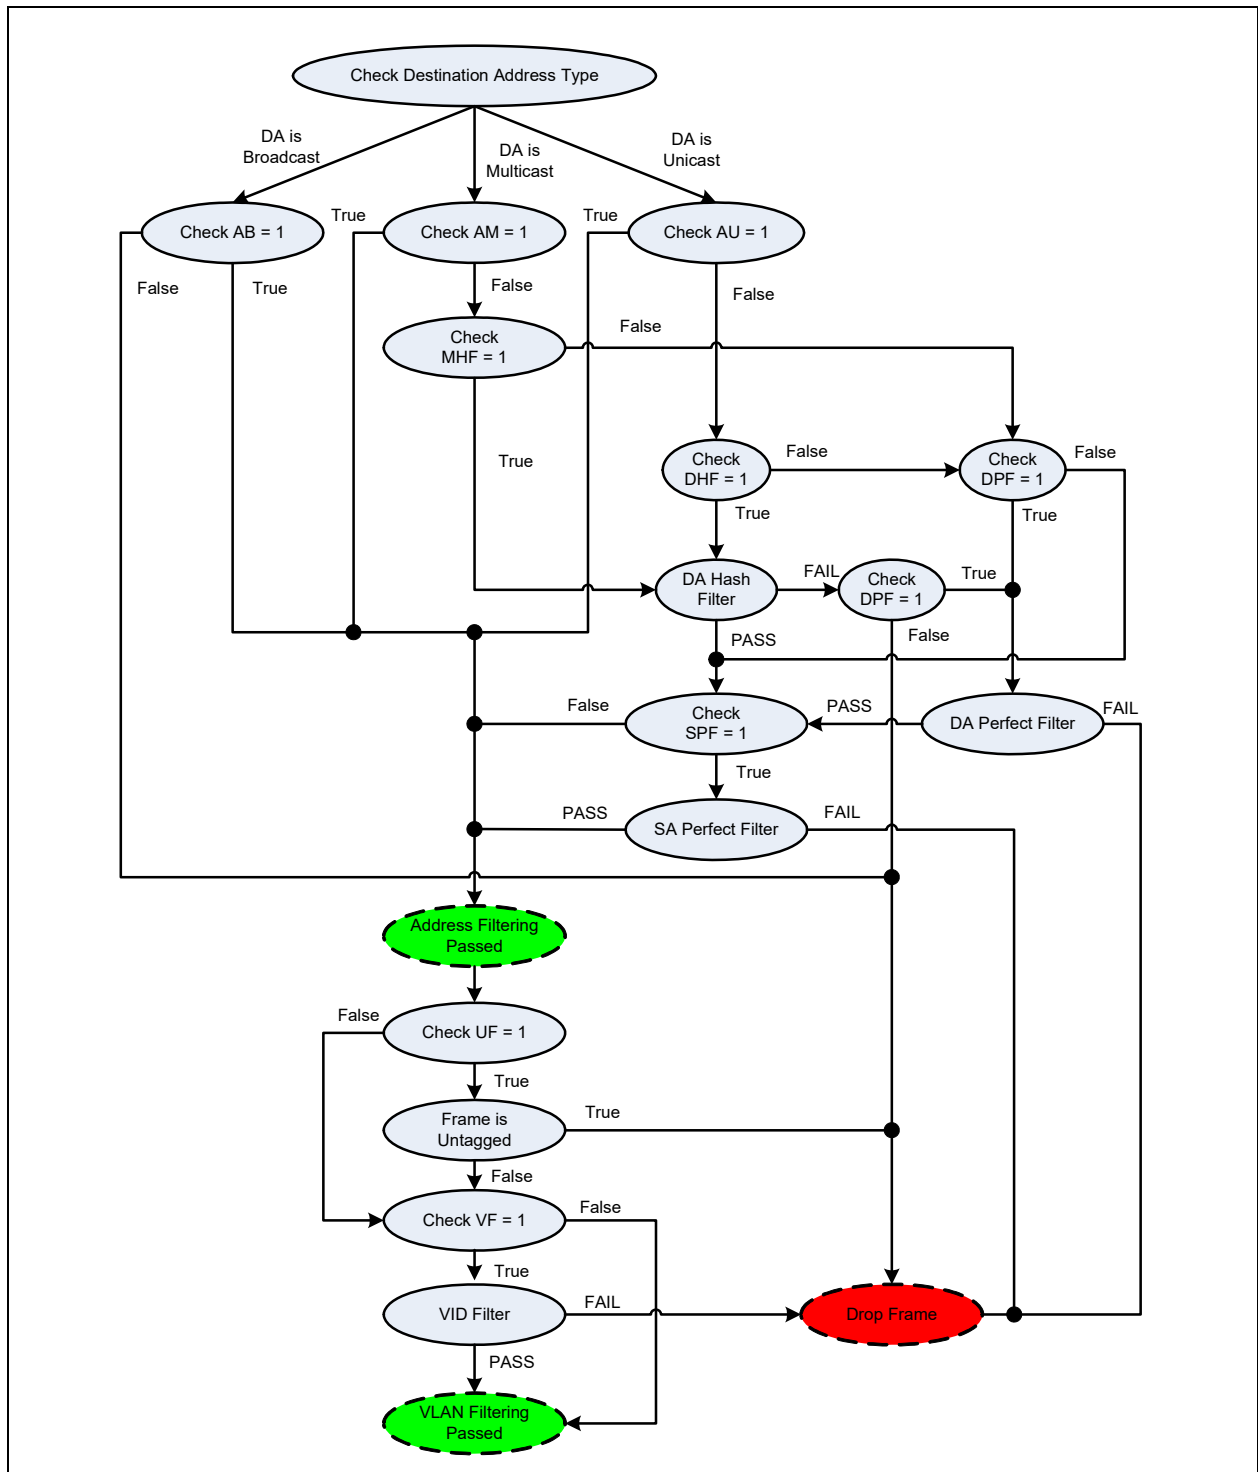 Check Destination Address Type
DA is
Broadcast
DA is
Multicast
DA is
Unicast
Check AB = 1
True
Check AM = 1
True
Check AU = 1
False
True
False
False
Check
MHF = 1
False
True
Check
DHF = 1
False
Check
DPF = 1
False
True
True
DA Hash
Filter
FAIL
Check
DPF = 1
True
PASS
False
False
Check
SPF = 1
PASS
DA Perfect Filter
FAIL
True
PASS
SA Perfect Filter
FAIL
Address Filtering
Passed
False
Check UF = 1
True
Frame is
Untagged
True
False
Check VF = 1
False
True
VID Filter
FAIL
Drop Frame
PASS
VLAN Filtering
Passed